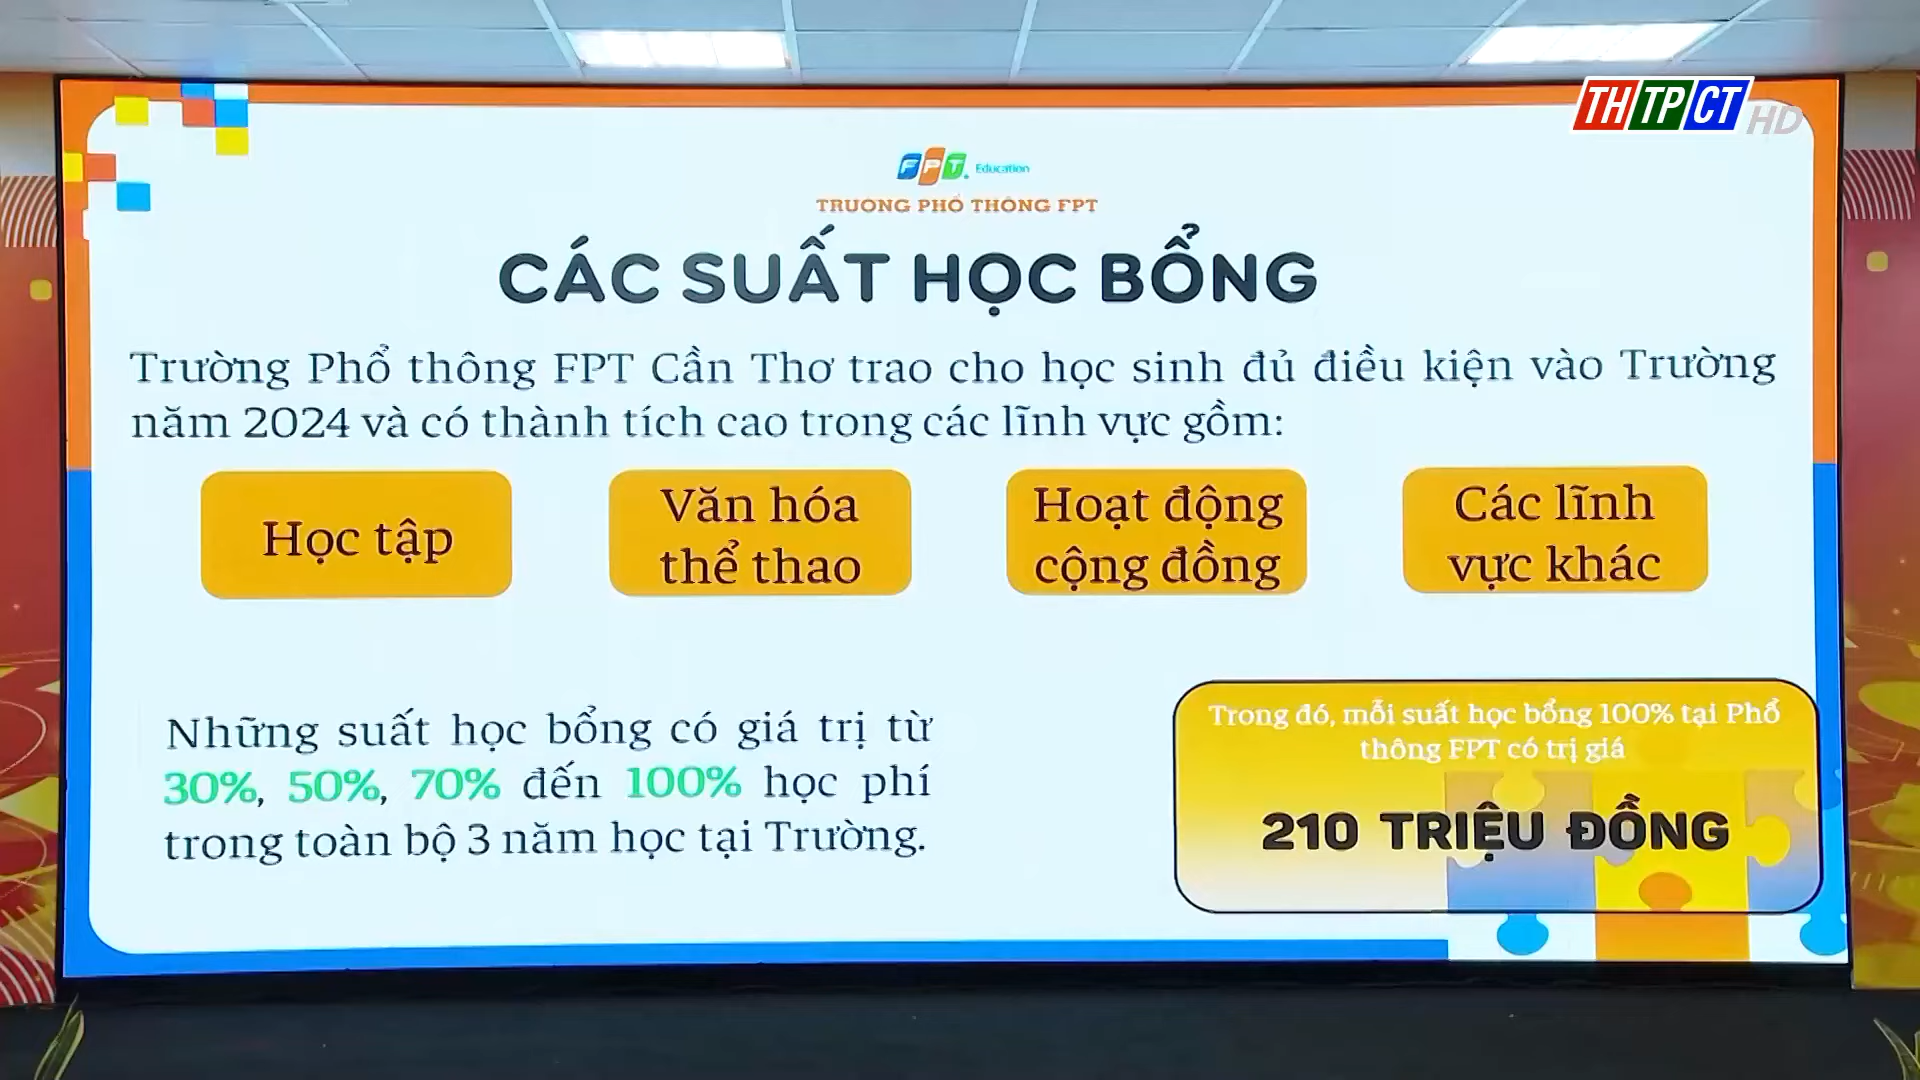 THTPCT HD
FPT. Education
TRƯỜNG PHỔ THÔNG FPT
CÁC SUẤT HỌC BỔNG
Trường Phổ thông FPT Cần Thơ trao cho học sinh đủ điều kiện vào Trường
năm 2024 và có thành tích cao trong các lĩnh vực gồm:
Học tập
Văn hóa
thể thao
Hoạt động
cộng đồng
Các lĩnh
vực khác
Những suất học bổng có giá trị từ
30%, 50%, 70% đến 100% học phí
trong toàn bộ 3 năm học tại Trường.
Trong đó, mỗi suất học bổng 100% tại Phổ
thông FPT có trị giá
210 TRIỆU ĐỒNG